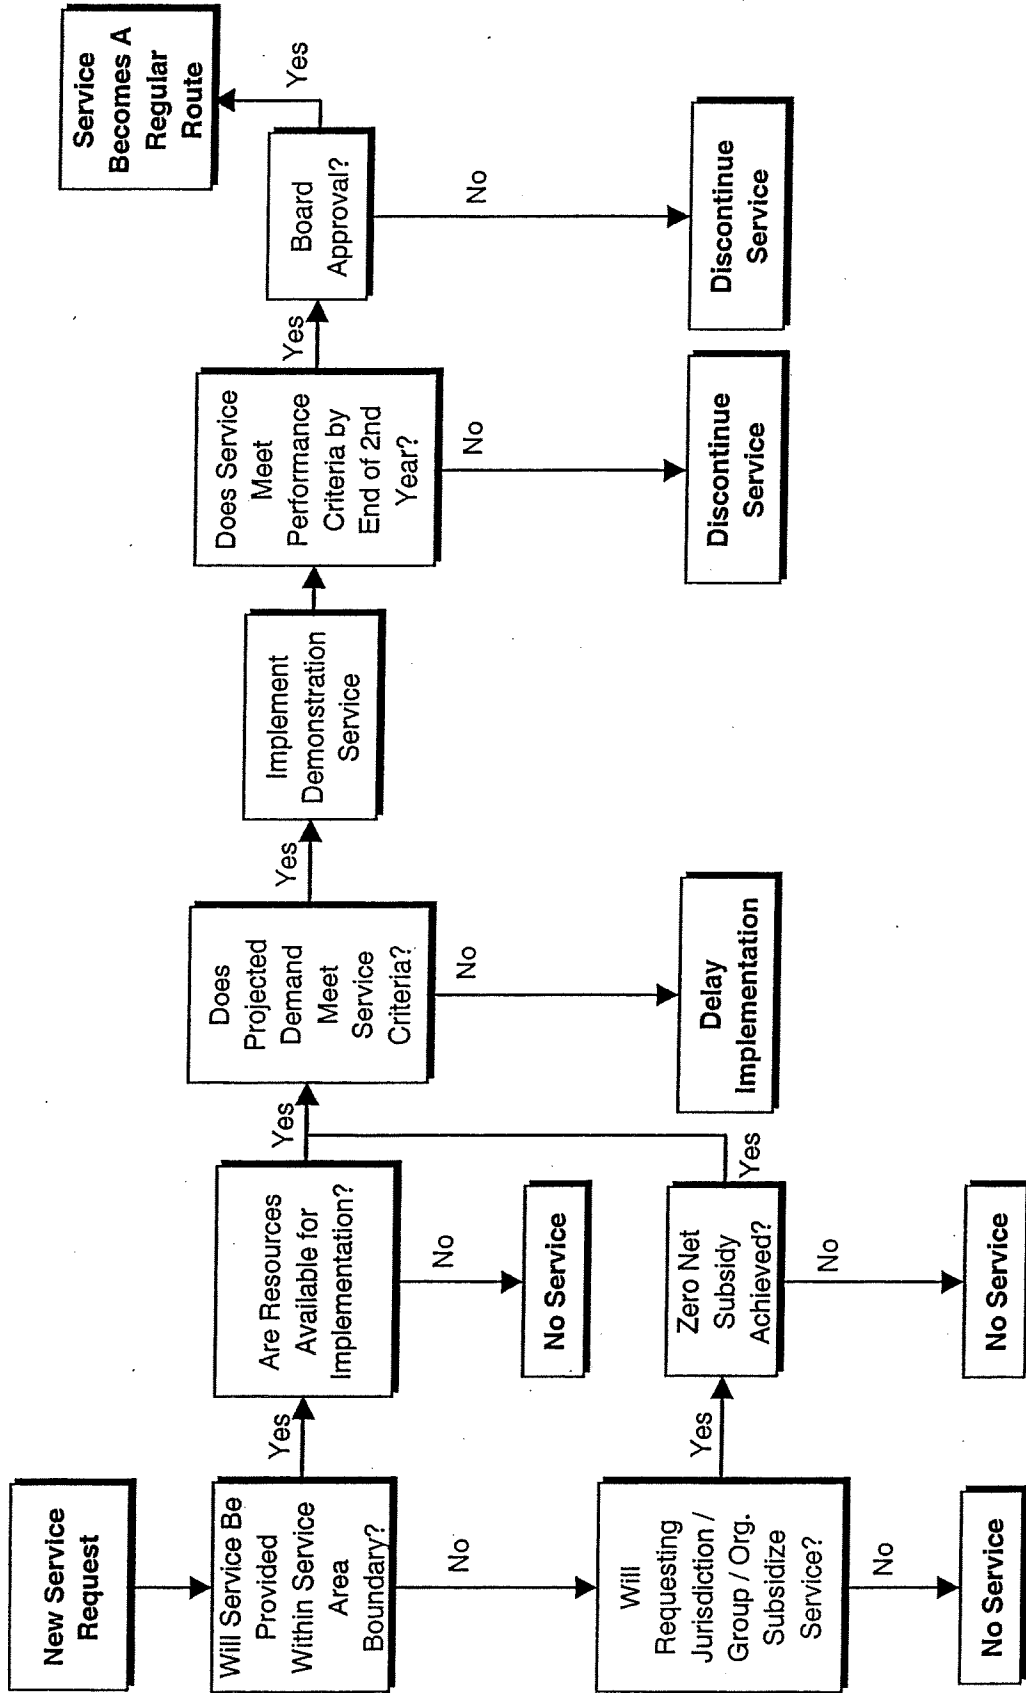 New Service
Request
Will Service Be
Provided
Within Service
Area
Boundary?
Yes
No
Are Resources
Available for
Implementation?
Yes
No
No Service
Will
Requesting
Jurisdiction /
Group / Org.
Subsidize
Service?
Yes
No
No Service
Zero Net
Subsidy
Achieved?
Yes
No
No Service
Does
Projected
Demand
Meet
Service
Criteria?
Yes
No
Delay
Implementation
Implement
Demonstration
Service
Does Service
Meet
Performance
Criteria by
End of 2nd
Year?
Yes
No
Discontinue
Service
Board
Approval?
Yes
No
Discontinue
Service
Service
Becomes A
Regular
Route